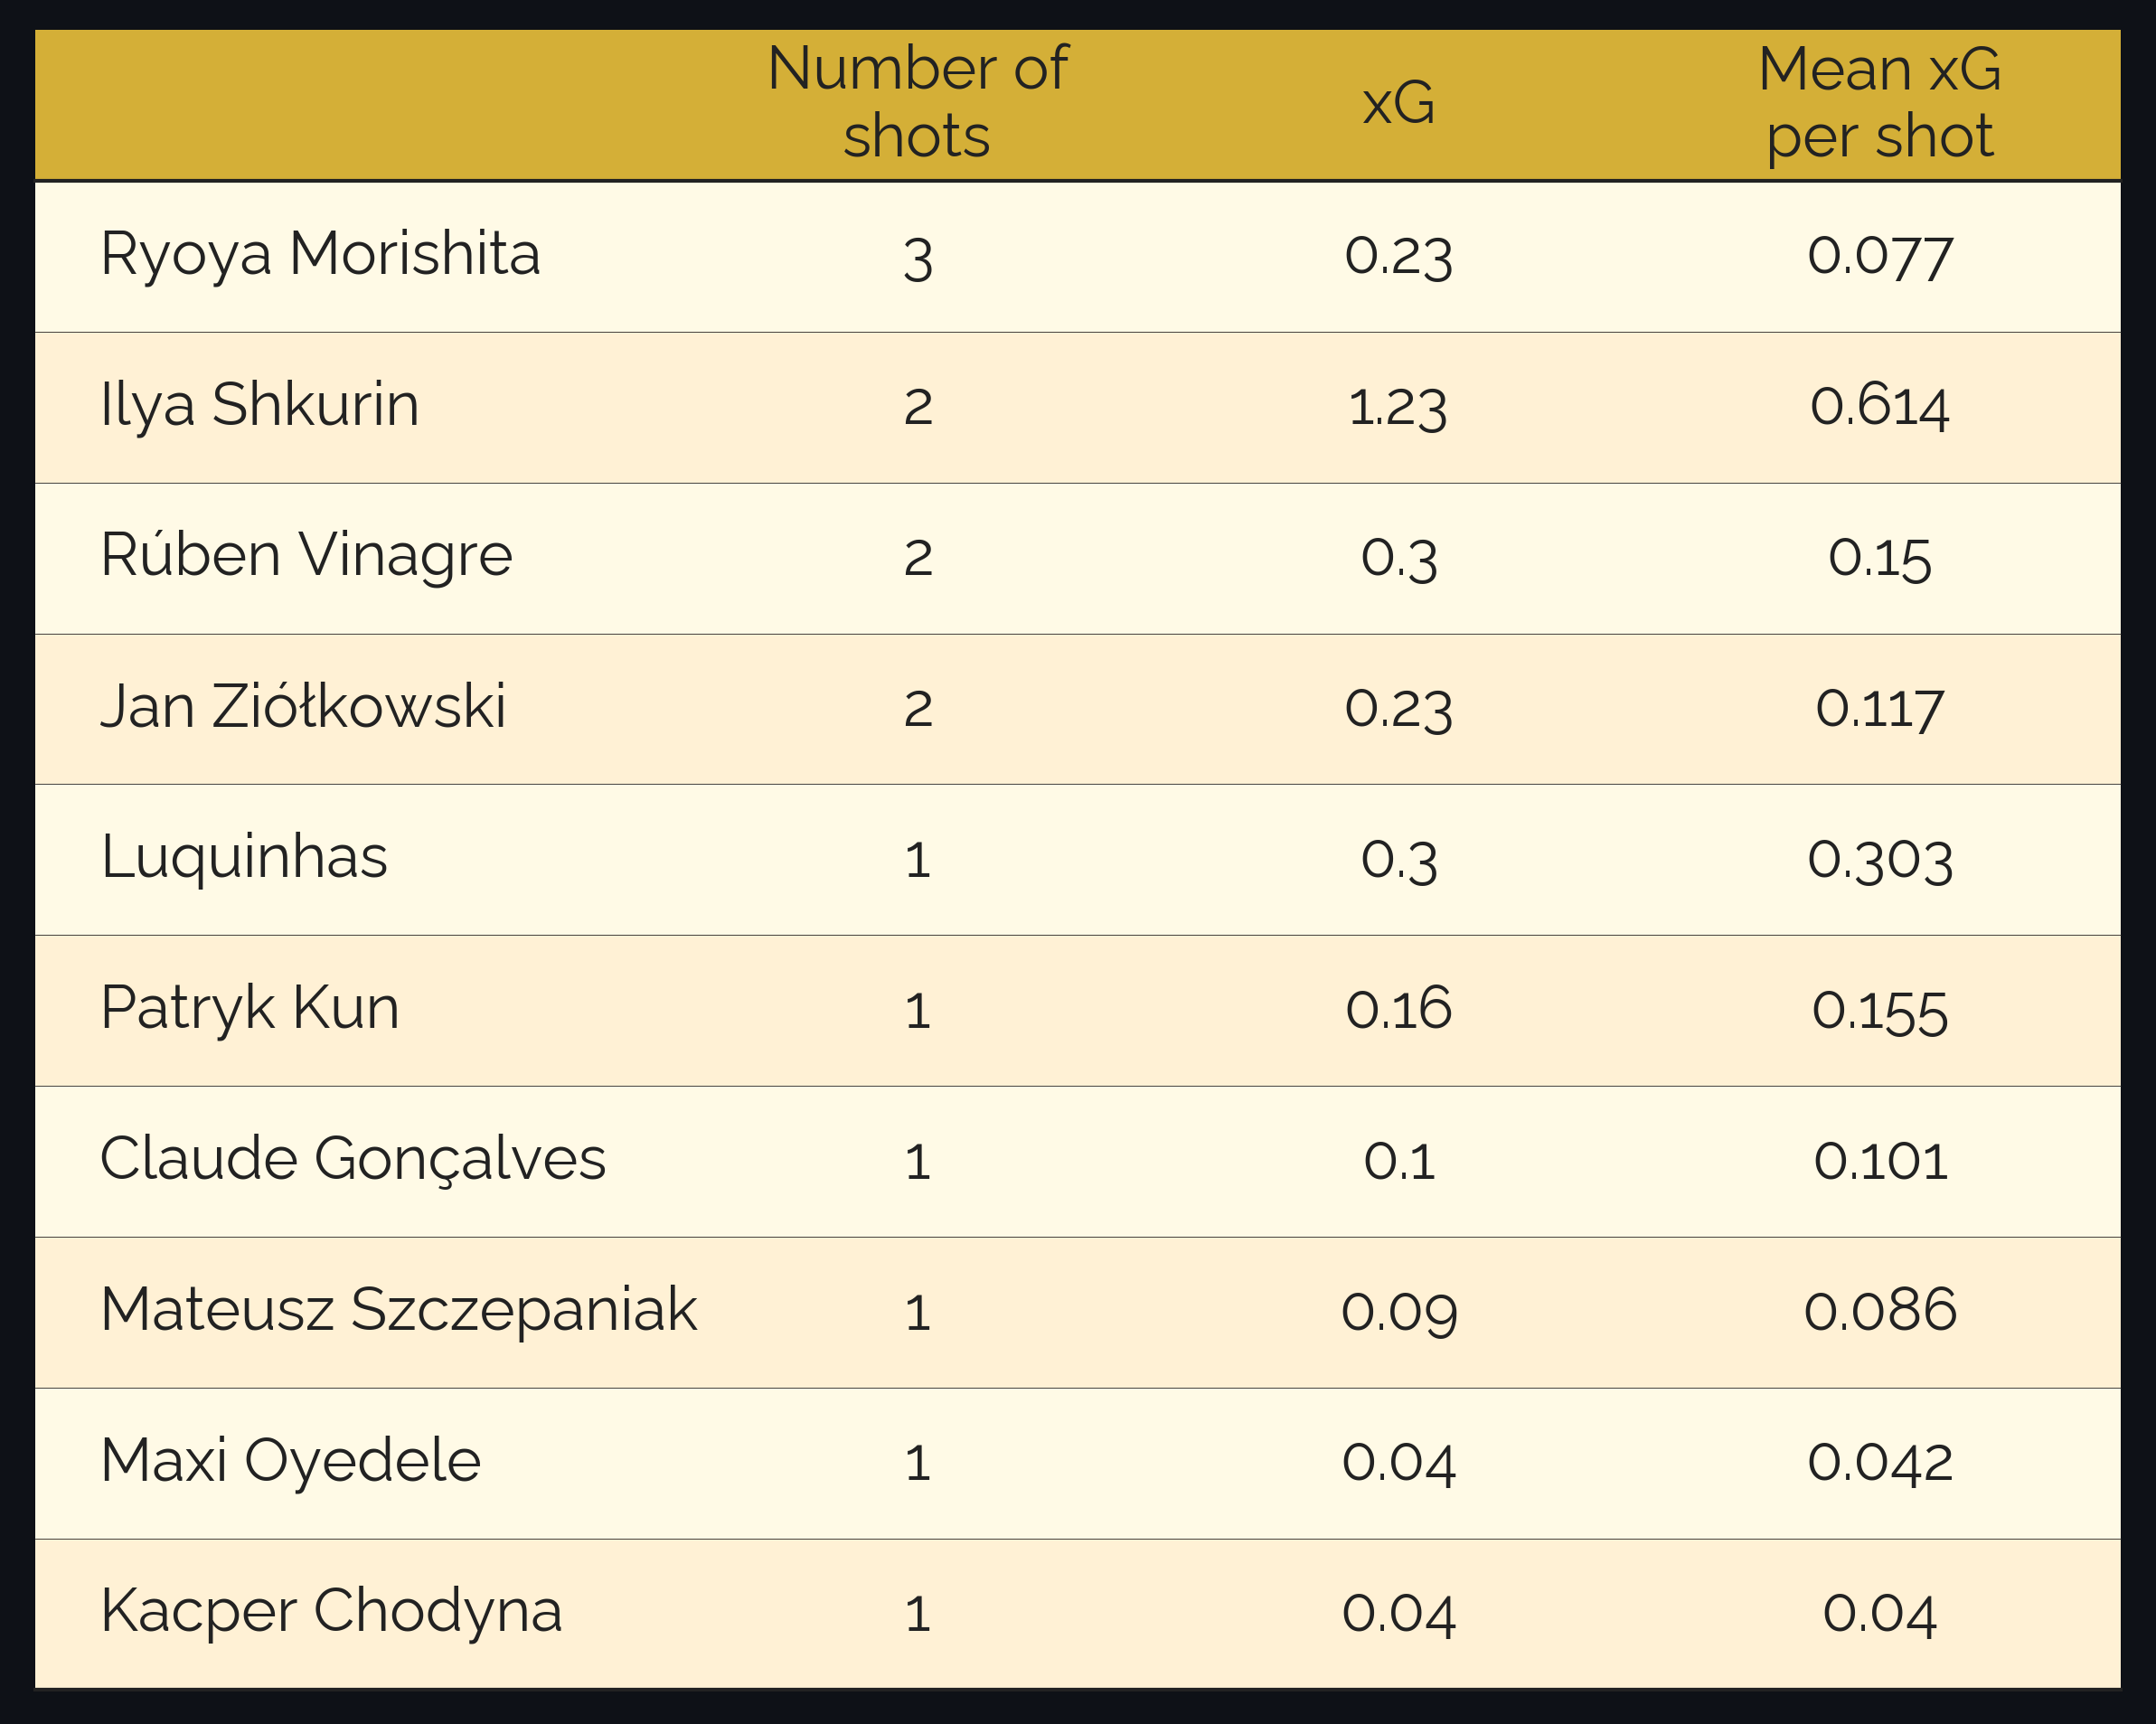 Number of shots xG Mean xG per shot
Ryoya Morishita 3 0.23 0.077
Ilya Shkurin 2 1.23 0.614
Rúben Vinagre 2 0.3 0.15
Jan Ziółkowski 2 0.23 0.117
Luquinhas 1 0.3 0.303
Patryk Kun 1 0.16 0.155
Claude Gonçalves 1 0.1 0.101
Mateusz Szczepaniak 1 0.09 0.086
Maxi Oyedele 1 0.04 0.042
Kacper Chodyna 1 0.04 0.04